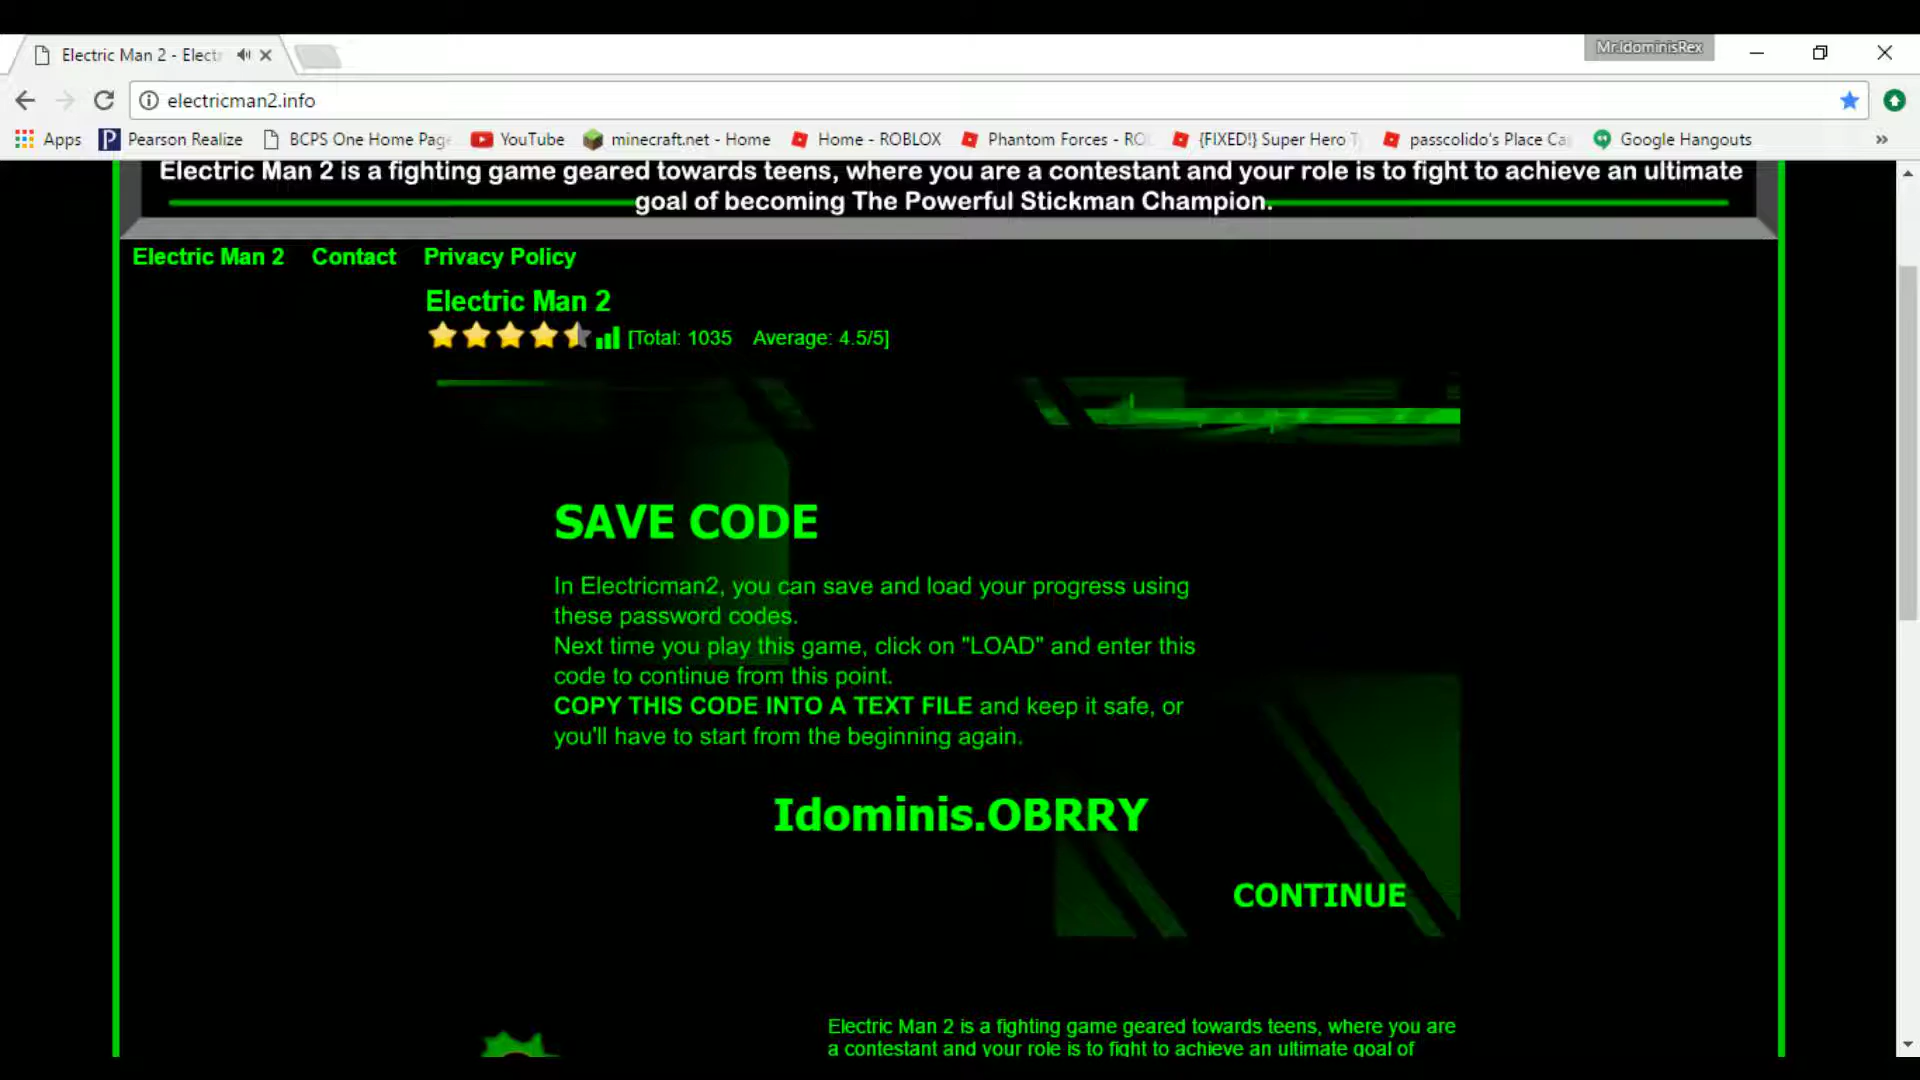 Electric Man 2 - Elect
Mr.IdominisRex
electricman2.info
Apps Pearson Realize BCPS One Home Page YouTube minecraft.net - Home Home - ROBLOX Phantom Forces - RO {FIXED!} Super Hero T passcolido's Place Ca Google Hangouts »
Electric Man 2 is a fighting game geared towards teens, where you are a contestant and your role is to fight to achieve an ultimate
goal of becoming The Powerful Stickman Champion.
Electric Man 2 Contact Privacy Policy
Electric Man 2
[Total: 1035 Average: 4.5/5]
SAVE CODE
In Electricman2, you can save and load your progress using
these password codes.
Next time you play this game, click on "LOAD" and enter this
code to continue from this point.
COPY THIS CODE INTO A TEXT FILE and keep it safe, or
you'll have to start from the beginning again.
Idominis.OBRRY
CONTINUE
Electric Man 2 is a fighting game geared towards teens, where you are
a contestant and your role is to fight to achieve an ultimate goal of